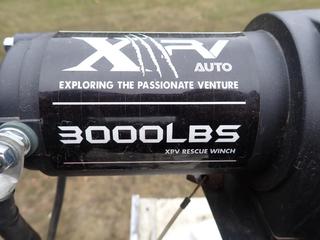 XPV
AUTO
EXPLORING THE PASSIONATE VENTURE
3000LBS
XPV RESCUE WINCH